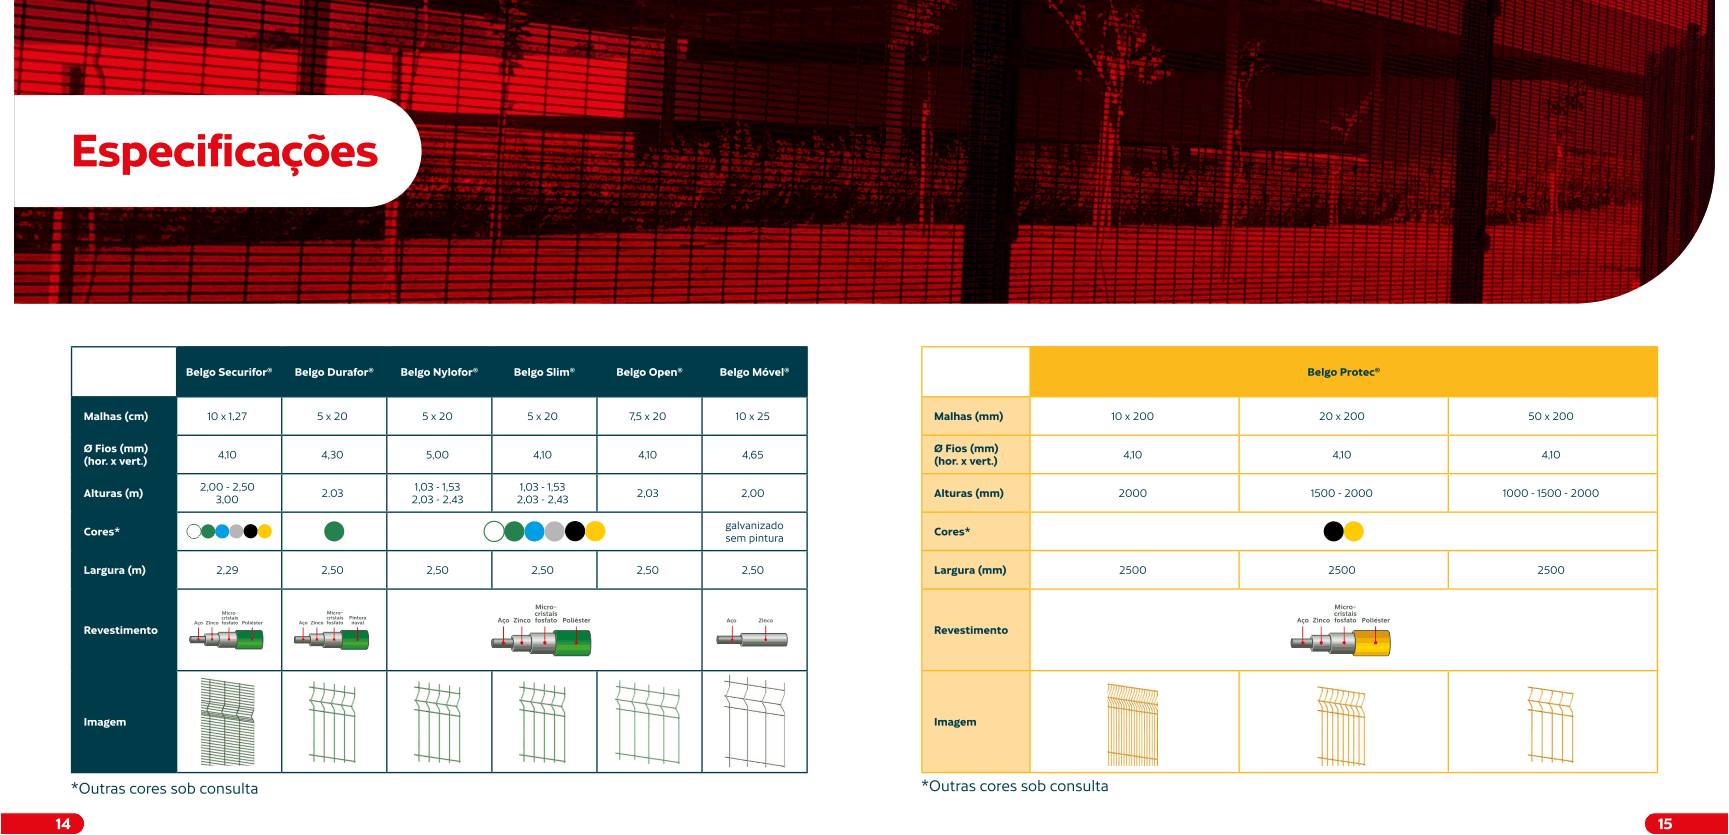 Especificações
Belgo Securifor® Belgo Durafor® Belgo Nylofor® Belgo Slim® Belgo Open® Belgo Móvel®
Malhas (cm) 10 x 1,27 5 x 20 5 x 20 5 x 20 7,5 x 20 10 x 25
Ø Fios (mm)
(hor. x vert.) 4,10 4,30 5,00 4,10 4,10 4,65
Alturas (m) 2,00 - 2,50
3,00 2.03 1,03 - 1,53
2,03 - 2,43 1,03 - 1,53
2,03 - 2,43 2,03 2,00
Cores* galvanizado
sem pintura
Largura (m) 2,29 2,50 2,50 2,50 2,50 2,50
Revestimento
Aço Zinco Micro-
cristais
fosfato Poliéster
Aço Zinco Micro-
cristais
fosfato Pintura
naval
Aço Zinco Micro-
cristais
fosfato Poliéster
Aço Zinco
Imagem
*Outras cores sob consulta
14
Belgo Protec®
Malhas (mm) 10 x 200 20 x 200 50 x 200
Ø Fios (mm)
(hor. x vert.) 4,10 4,10 4,10
Alturas (mm) 2000 1500 - 2000 1000 - 1500 - 2000
Cores*
Largura (mm) 2500 2500 2500
Revestimento
Aço Zinco Micro-
cristais
fosfato Poliéster
Imagem
*Outras cores sob consulta
15